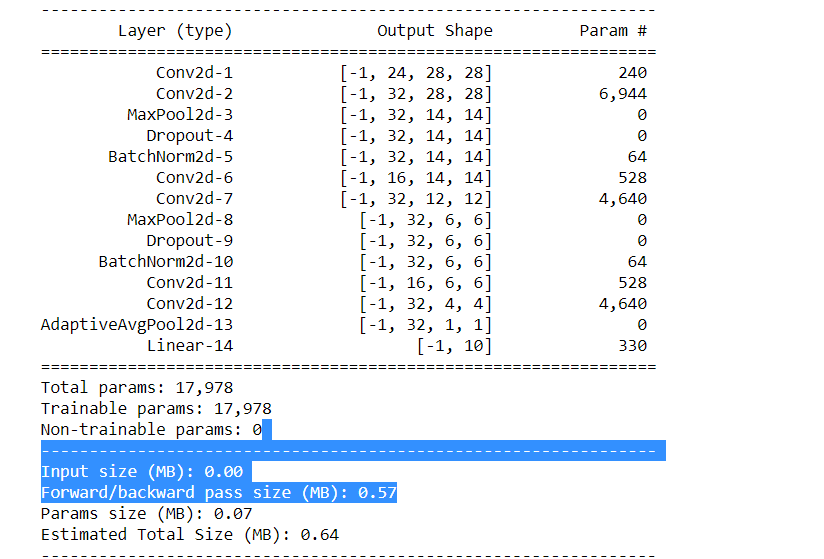 ----------------------------------------------------------------
Layer (type) Output Shape Param #
================================================================
Conv2d-1 [-1, 24, 28, 28] 240
Conv2d-2 [-1, 32, 28, 28] 6,944
MaxPool2d-3 [-1, 32, 14, 14] 0
Dropout-4 [-1, 32, 14, 14] 0
BatchNorm2d-5 [-1, 32, 14, 14] 64
Conv2d-6 [-1, 16, 14, 14] 528
Conv2d-7 [-1, 32, 12, 12] 4,640
MaxPool2d-8 [-1, 32, 6, 6] 0
Dropout-9 [-1, 32, 6, 6] 0
BatchNorm2d-10 [-1, 32, 6, 6] 64
Conv2d-11 [-1, 16, 6, 6] 528
Conv2d-12 [-1, 32, 4, 4] 4,640
AdaptiveAvgPool2d-13 [-1, 32, 1, 1] 0
Linear-14 [-1, 10] 330
================================================================
Total params: 17,978
Trainable params: 17,978
Non-trainable params: 0
----------------------------------------------------------------
Input size (MB): 0.00
Forward/backward pass size (MB): 0.57
Params size (MB): 0.07
Estimated Total Size (MB): 0.64
----------------------------------------------------------------